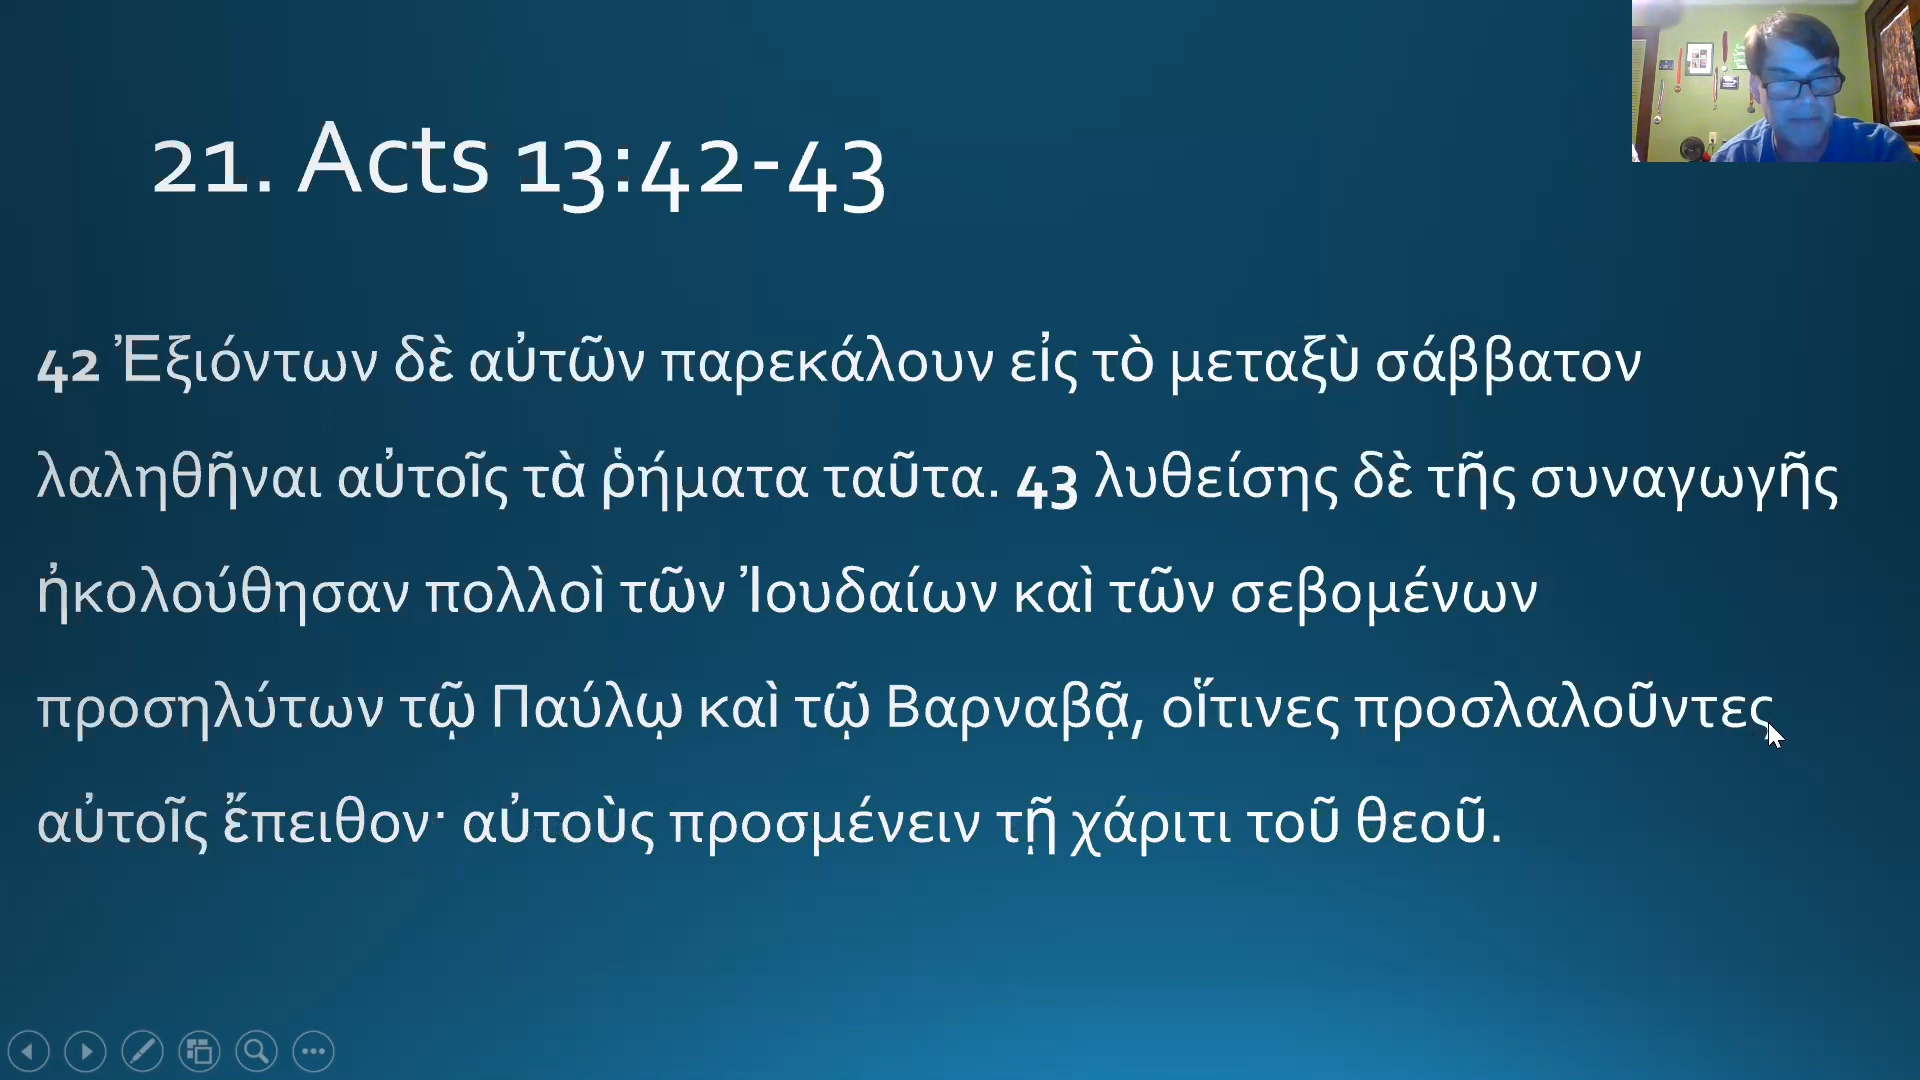 21. Acts 13:42-43
42 Ἐξιόντων δὲ αὐτῶν παρεκάλουν εἰς τὸ μεταξὺ σάββατον
λαληθῆναι αὐτοῖς τὰ ῥήματα ταῦτα. 43 λυθείσης δὲ τῆς συναγωγῆς
ἠκολούθησαν πολλοὶ τῶν Ἰουδαίων καὶ τῶν σεβομένων
προσηλύτων τῷ Παύλῳ καὶ τῷ Βαρναβᾷ, οἵτινες προσλαλοῦντες
αὐτοῖς ἔπειθον· αὐτοὺς προσμένειν τῇ χάριτι τοῦ θεοῦ.